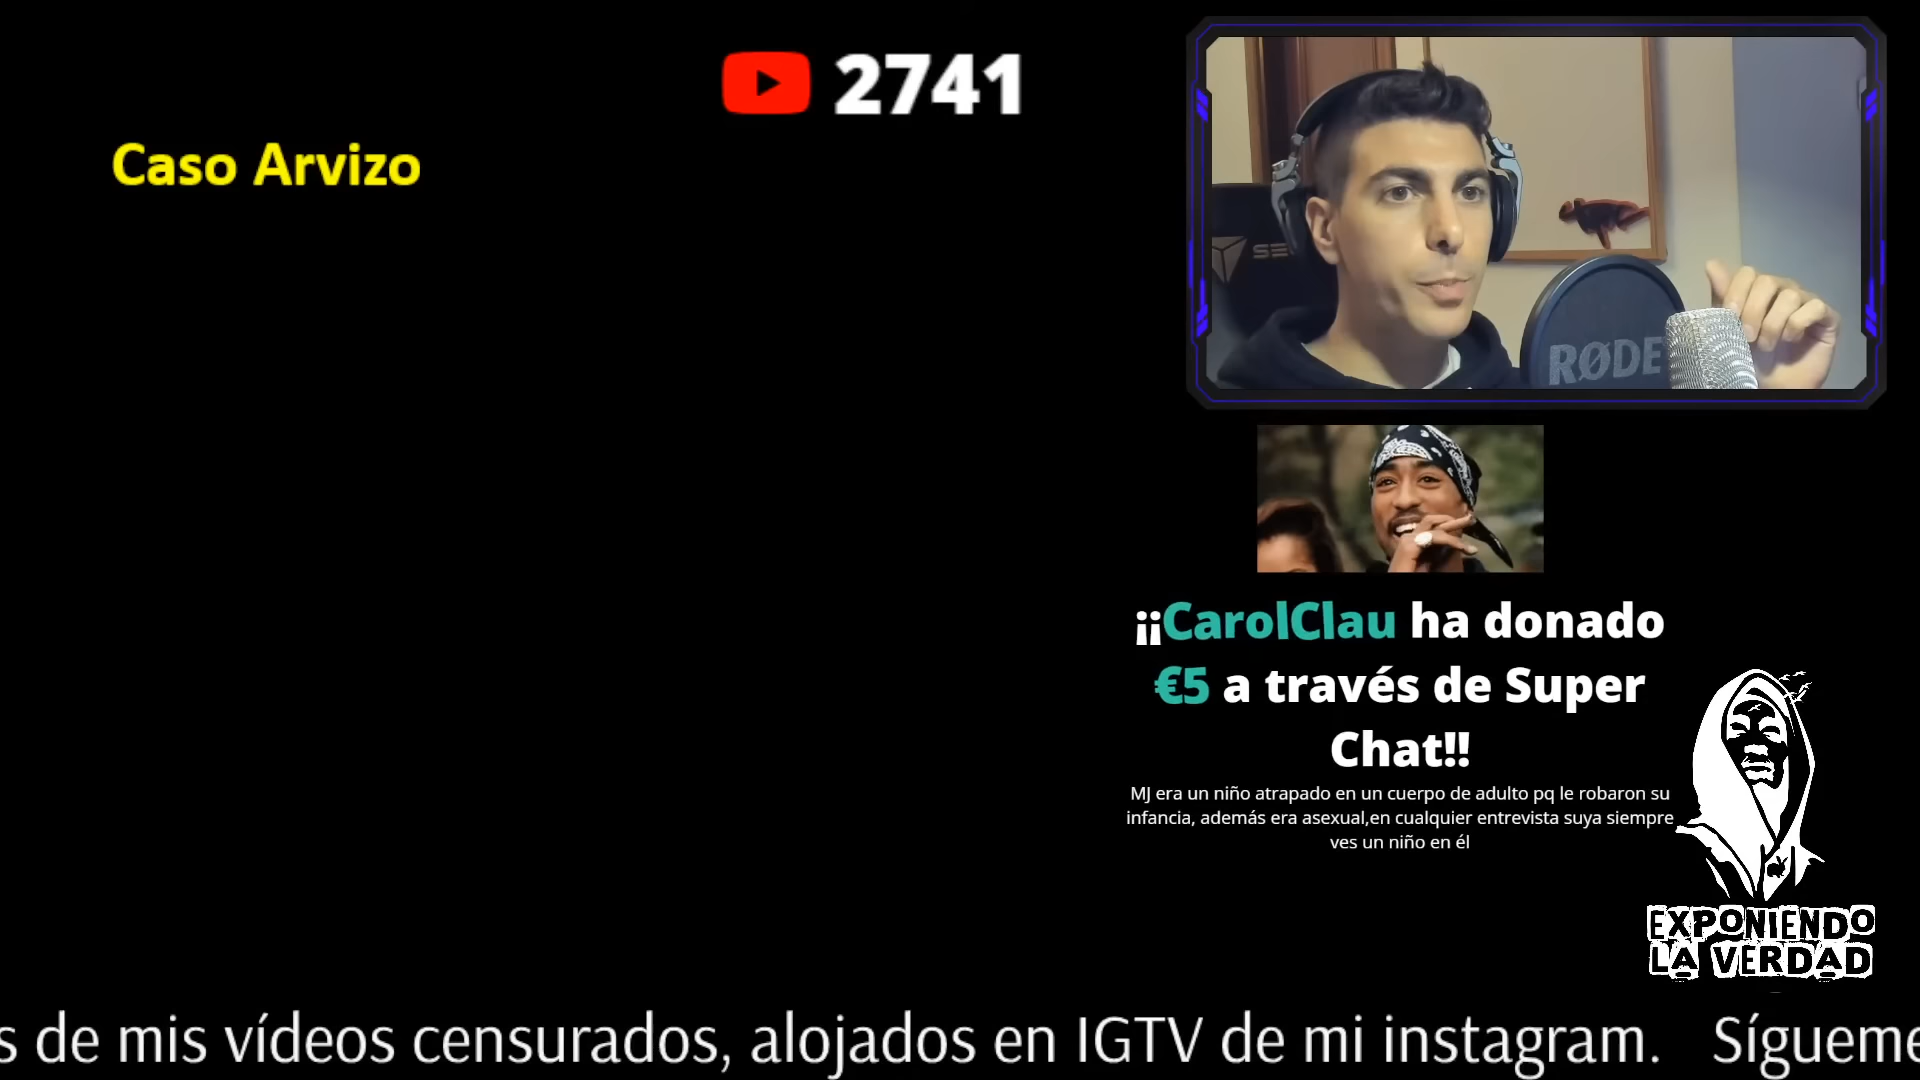 2741
Caso Arvizo
SE
RØDE
¡¡CarolClau ha donado
€5 a través de Super
Chat!!
MJ era un niño atrapado en un cuerpo de adulto pq le robaron su
infancia, además era asexual,en cualquier entrevista suya siempre
ves un niño en él
EXPONIENDO
LA VERDAD
s de mis vídeos censurados, alojados en IGTV de mi instagram. Sígueme